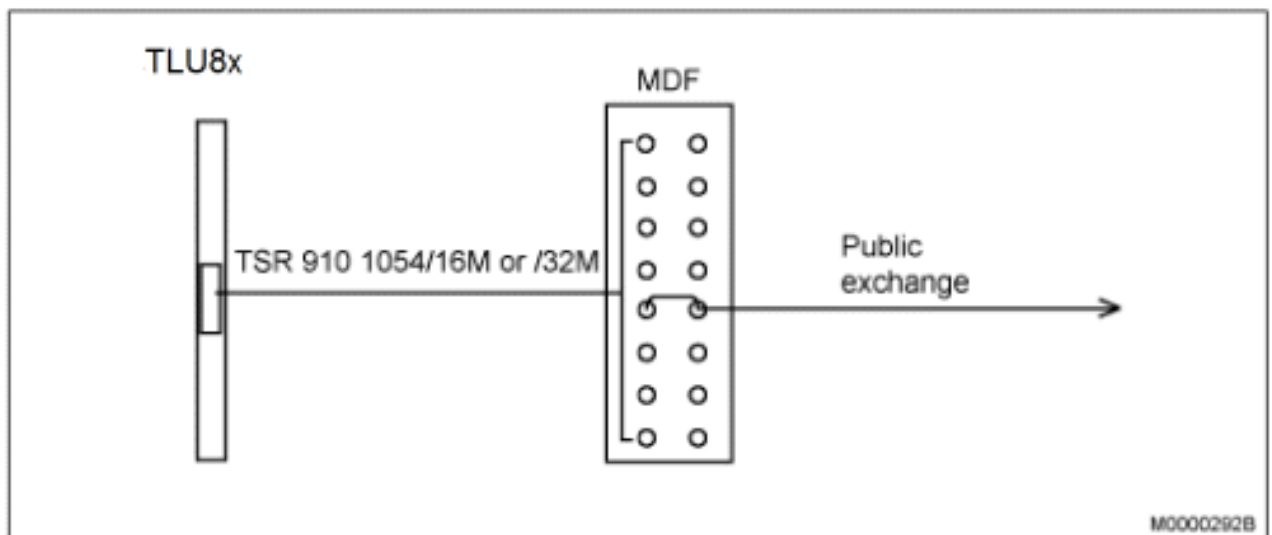 TLU8x
MDF
TSR 910 1054/16M or /32M
Public
exchange
M0000292B